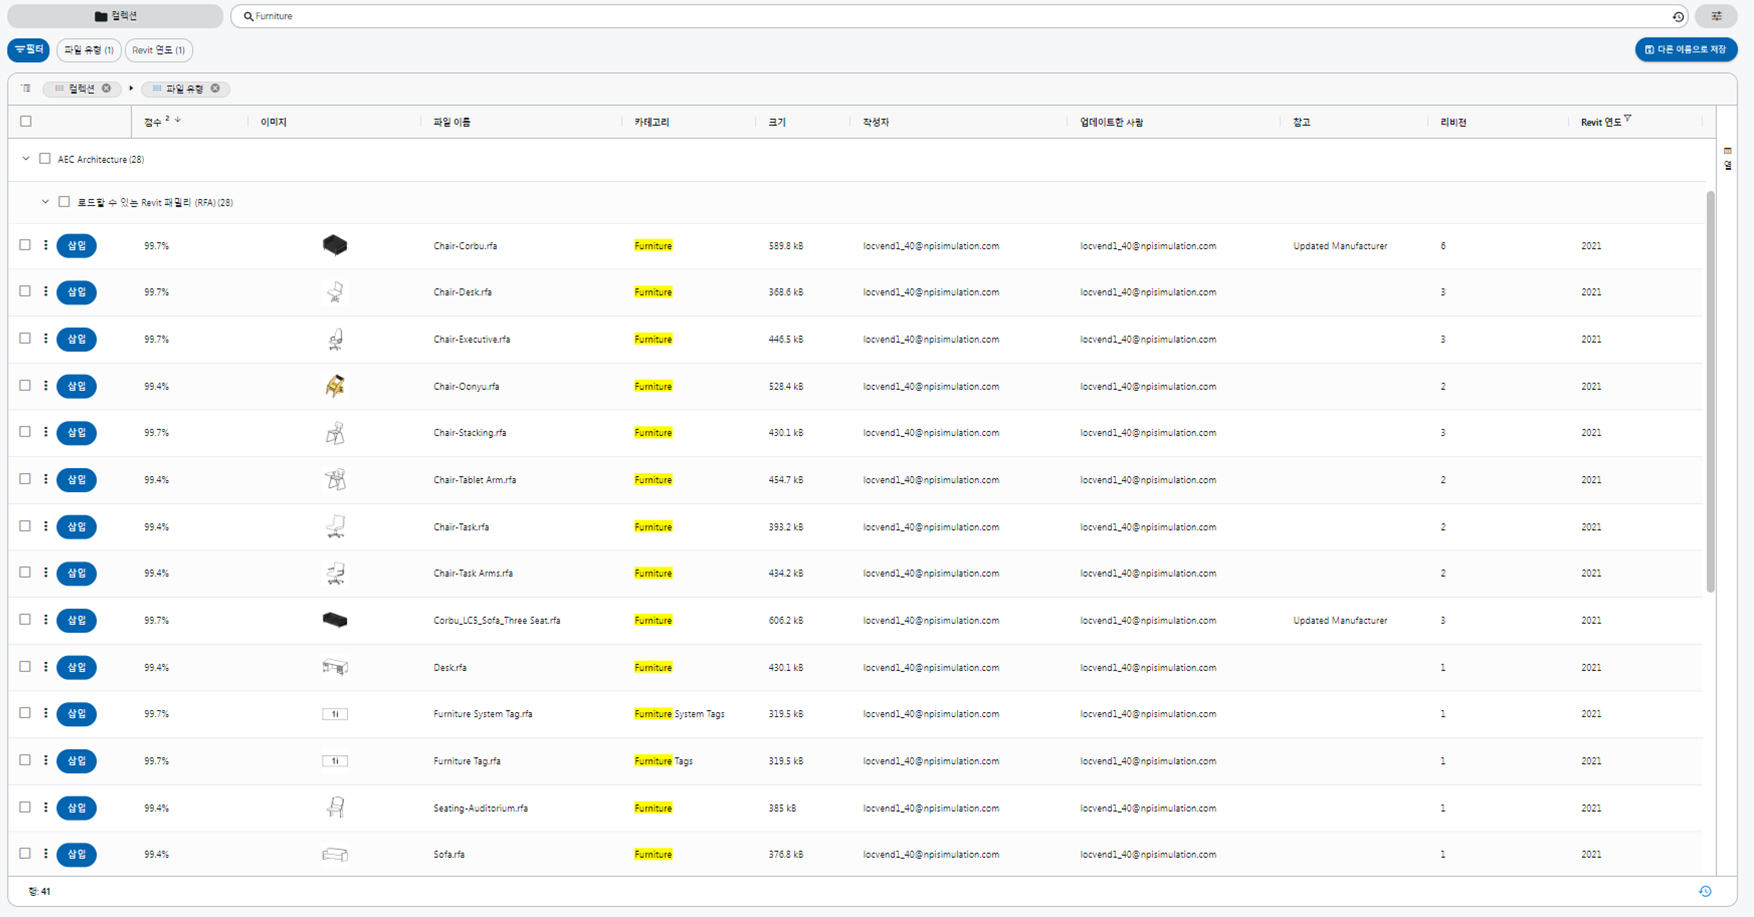 컬렉션
Furniture
필터 파일 유형 (1) Revit 연도 (1) 다른 이름으로 저장
컬렉션 파일 유형
점수 2 이미지 파일 이름 카테고리 크기 작성자 업데이트한 사람 참고 리비전 Revit 연도
열
AEC Architecture (28)
로드할 수 있는 Revit 패밀리 (RFA) (28)
삽입 99.7% Chair-Corbu.rfa Furniture 589.8 kB locvend1_40@npisimulation.com locvend1_40@npisimulation.com Updated Manufacturer 6 2021
삽입 99.7% Chair-Desk.rfa Furniture 368.6 kB locvend1_40@npisimulation.com locvend1_40@npisimulation.com 3 2021
삽입 99.7% Chair-Executive.rfa Furniture 446.5 kB locvend1_40@npisimulation.com locvend1_40@npisimulation.com 3 2021
삽입 99.4% Chair-Oonyu.rfa Furniture 528.4 kB locvend1_40@npisimulation.com locvend1_40@npisimulation.com 2 2021
삽입 99.7% Chair-Stacking.rfa Furniture 430.1 kB locvend1_40@npisimulation.com locvend1_40@npisimulation.com 3 2021
삽입 99.4% Chair-Tablet Arm.rfa Furniture 454.7 kB locvend1_40@npisimulation.com locvend1_40@npisimulation.com 2 2021
삽입 99.4% Chair-Task.rfa Furniture 393.2 kB locvend1_40@npisimulation.com locvend1_40@npisimulation.com 2 2021
삽입 99.4% Chair-Task Arms.rfa Furniture 434.2 kB locvend1_40@npisimulation.com locvend1_40@npisimulation.com 2 2021
삽입 99.7% Corbu_LC5_Sofa_Three Seat.rfa Furniture 606.2 kB locvend1_40@npisimulation.com locvend1_40@npisimulation.com Updated Manufacturer 3 2021
삽입 99.4% Desk.rfa Furniture 430.1 kB locvend1_40@npisimulation.com locvend1_40@npisimulation.com 1 2021
삽입 99.7% 1i Furniture System Tag.rfa Furniture System Tags 319.5 kB locvend1_40@npisimulation.com locvend1_40@npisimulation.com 1 2021
삽입 99.7% 1i Furniture Tag.rfa Furniture Tags 319.5 kB locvend1_40@npisimulation.com locvend1_40@npisimulation.com 1 2021
삽입 99.4% Seating-Auditorium.rfa Furniture 385 kB locvend1_40@npisimulation.com locvend1_40@npisimulation.com 1 2021
삽입 99.4% Sofa.rfa Furniture 376.8 kB locvend1_40@npisimulation.com locvend1_40@npisimulation.com 1 2021
행: 41